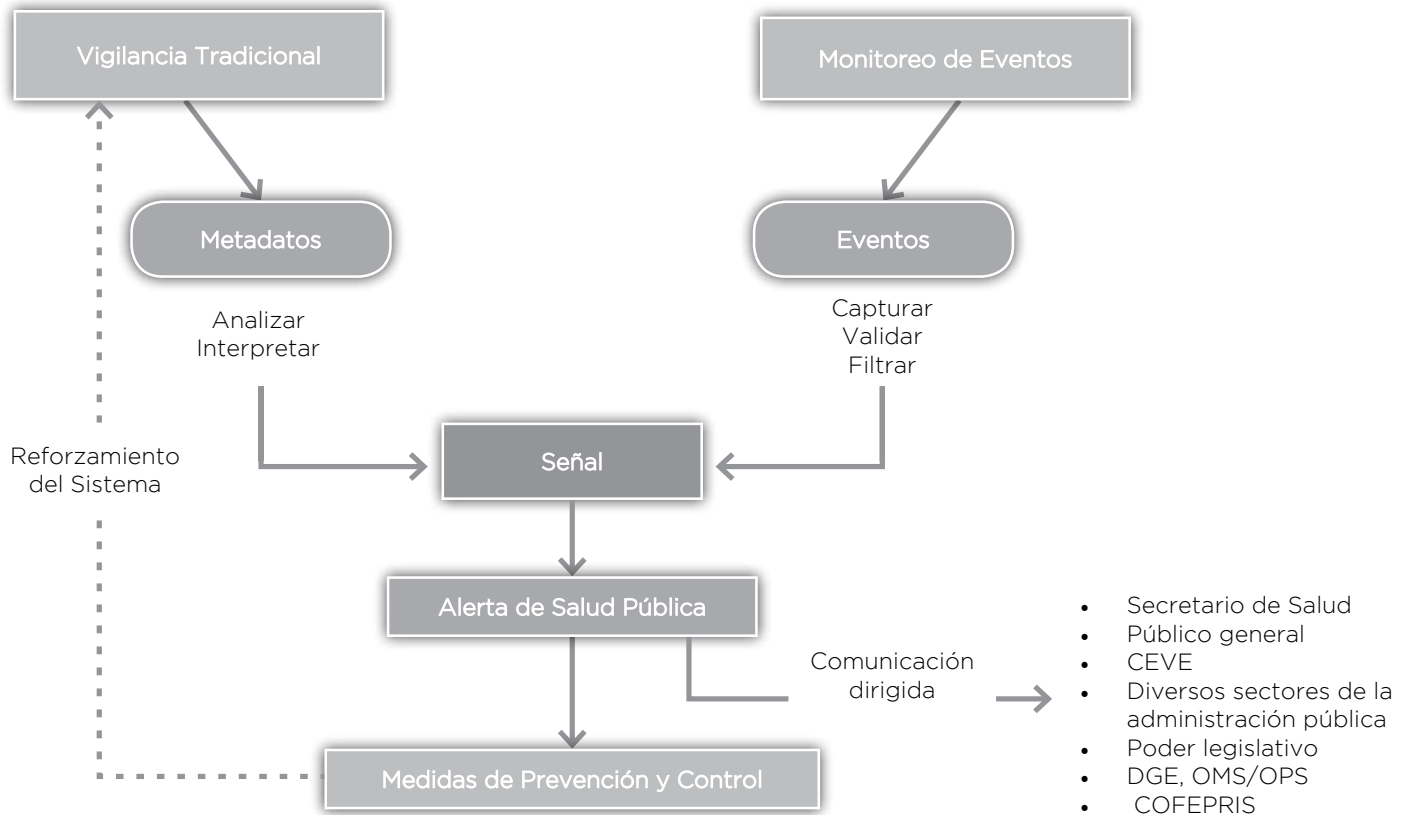 Vigilancia Tradicional
Monitoreo de Eventos
Metadatos
Eventos
Analizar
Interpretar
Capturar
Validar
Filtrar
Reforzamiento
del Sistema
Señal
Alerta de Salud Pública
Comunicación
dirigida
• Secretario de Salud
• Público general
• CEVE
• Diversos sectores de la
administración pública
• Poder legislativo
• DGE, OMS/OPS
• COFEPRIS
Medidas de Prevención y Control